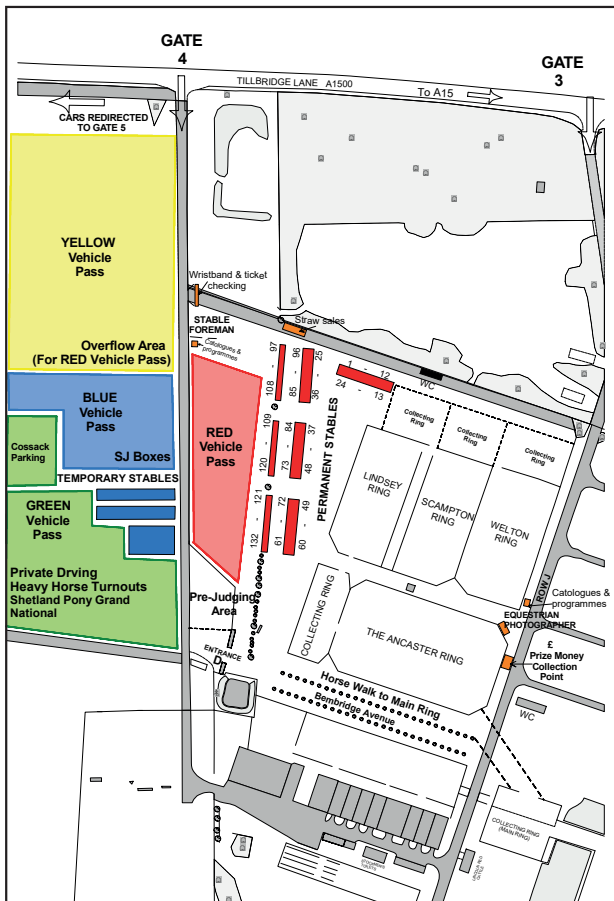 GATE
4
GATE
3
TILLBRIDGE LANE A1500
To A15
CARS REDIRECTED
TO GATE 5
YELLOW
Vehicle
Pass
Overflow Area
(For RED Vehicle Pass)
Wristband & ticket
checking
STABLE
FOREMAN
Straw sales
Catalogues &
programmes
BLUE
Vehicle
Pass
SJ Boxes
RED
Vehicle
Pass
Cossack
Parking
TEMPORARY STABLES
GREEN
Vehicle
Pass
Private Drving
Heavy Horse Turnouts
Shetland Pony Grand
National
108 - 97
85 - 96
36 - 25
1 - 12
24 - 13
WC
120 - 109
73 - 84
48 - 37
132 - 121
61 - 72
60 - 49
PERMANENT STABLES
Collecting
Ring
Collecting
Ring
Collecting
Ring
LINDSEY
RING
SCAMPTON
RING
WELTON
RING
Pre-Judging
Area
ENTRANCE
D
COLLECTING RING
THE ANCASTER RING
ROW J
Catologues &
programmes
EQUESTRIAN
PHOTOGRAPHER
£
Prize Money
Collection
Point
WC
Horse Walk to Main Ring
Bembridge Avenue
COLLECTING RING
(MAIN RING)